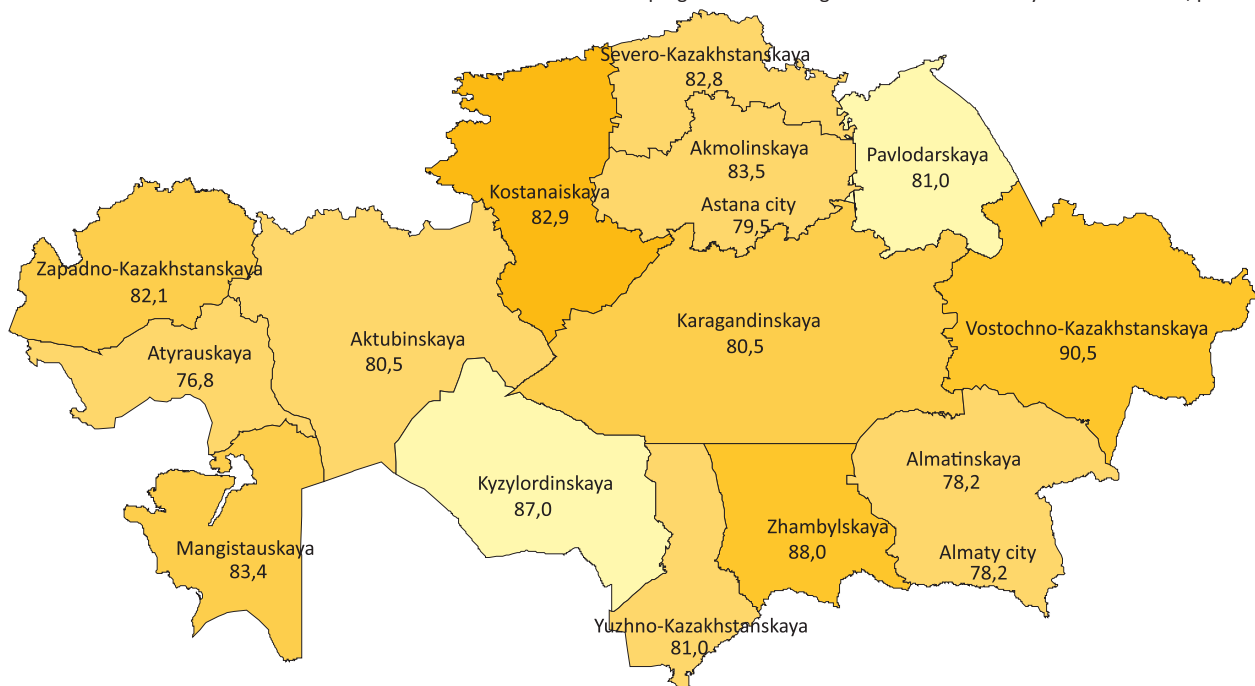 Severo-Kazakhstanskaya
82,8
Akmolinskaya
83,5
Pavlodarskaya
81,0
Kostanaiskaya
82,9
Astana city
79,5
Zapadno-Kazakhstanskaya
82,1
Aktubinskaya
80,5
Karagandinskaya
80,5
Vostochno-Kazakhstanskaya
90,5
Atyrauskaya
76,8
Almatinskaya
78,2
Kyzylordinskaya
87,0
Zhambylskaya
88,0
Mangistauskaya
83,4
Almaty city
78,2
Yuzhno-Kazakhstanskaya
81,0